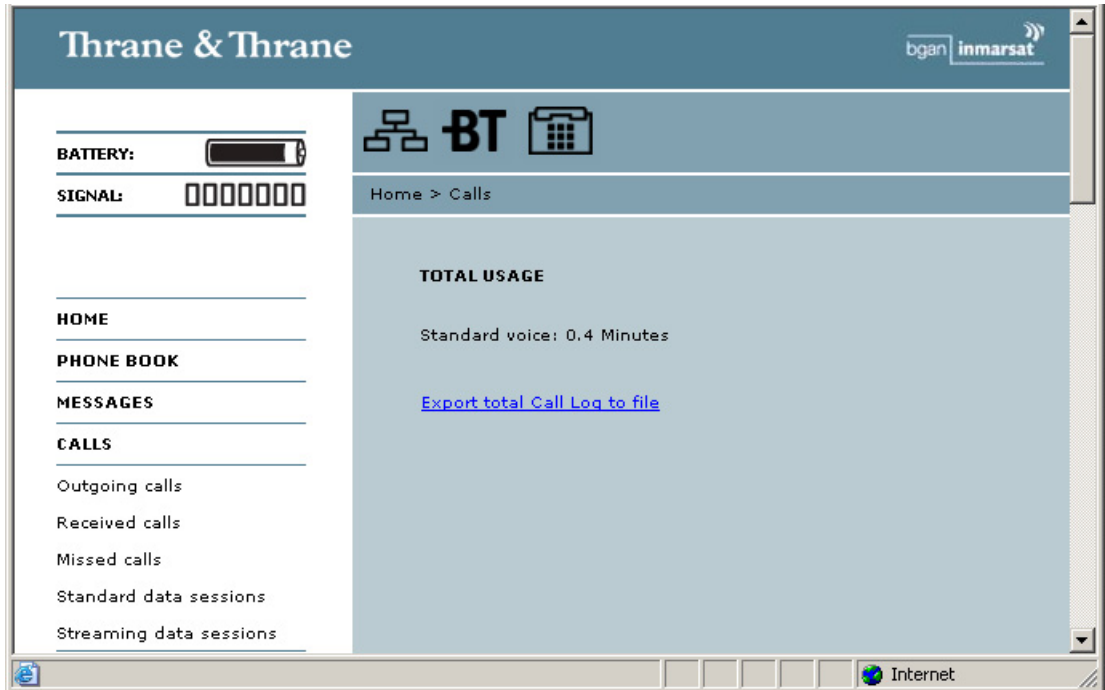 Thrane & Thrane
bgan inmarsat
BATTERY:
SIGNAL:
BT
Home > Calls
HOME
PHONE BOOK
MESSAGES
CALLS
Outgoing calls
Received calls
Missed calls
Standard data sessions
Streaming data sessions
TOTAL USAGE
Standard voice: 0.4 Minutes
Export total Call Log to file
Internet